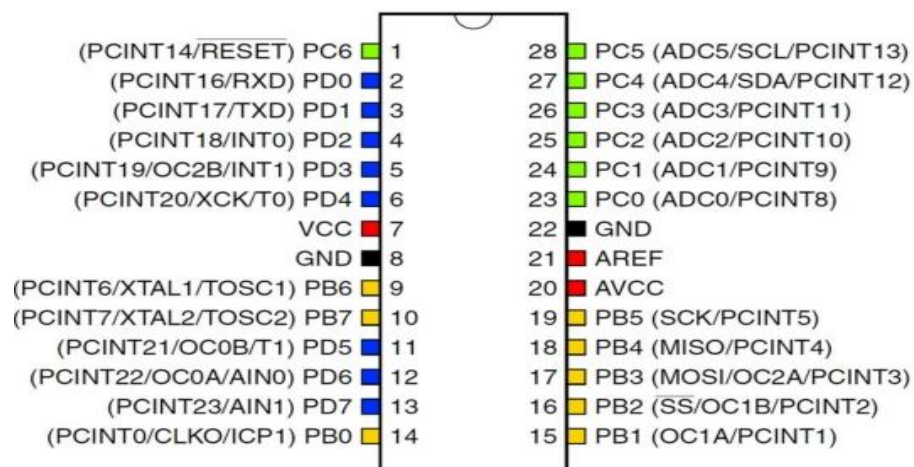 (PCINT14/RESET) PC6 1 28 PC5 (ADC5/SCL/PCINT13)
(PCINT16/RXD) PD0 2 27 PC4 (ADC4/SDA/PCINT12)
(PCINT17/TXD) PD1 3 26 PC3 (ADC3/PCINT11)
(PCINT18/INT0) PD2 4 25 PC2 (ADC2/PCINT10)
(PCINT19/OC2B/INT1) PD3 5 24 PC1 (ADC1/PCINT9)
(PCINT20/XCK/T0) PD4 6 23 PC0 (ADC0/PCINT8)
VCC 7 22 GND
GND 8 21 AREF
(PCINT6/XTAL1/TOSC1) PB6 9 20 AVCC
(PCINT7/XTAL2/TOSC2) PB7 10 19 PB5 (SCK/PCINT5)
(PCINT21/OC0B/T1) PD5 11 18 PB4 (MISO/PCINT4)
(PCINT22/OC0A/AIN0) PD6 12 17 PB3 (MOSI/OC2A/PCINT3)
(PCINT23/AIN1) PD7 13 16 PB2 (SS/OC1B/PCINT2)
(PCINT0/CLKO/ICP1) PB0 14 15 PB1 (OC1A/PCINT1)